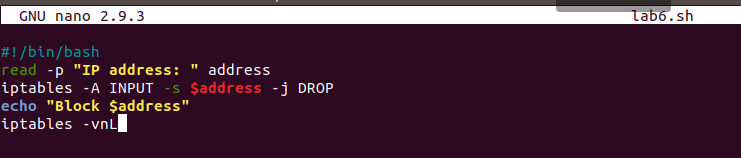 GNU nano 2.9.3 lab6.sh
#!/bin/bash
read -p "IP address: " address
iptables -A INPUT -s $address -j DROP
echo "Block $address"
iptables -vnL